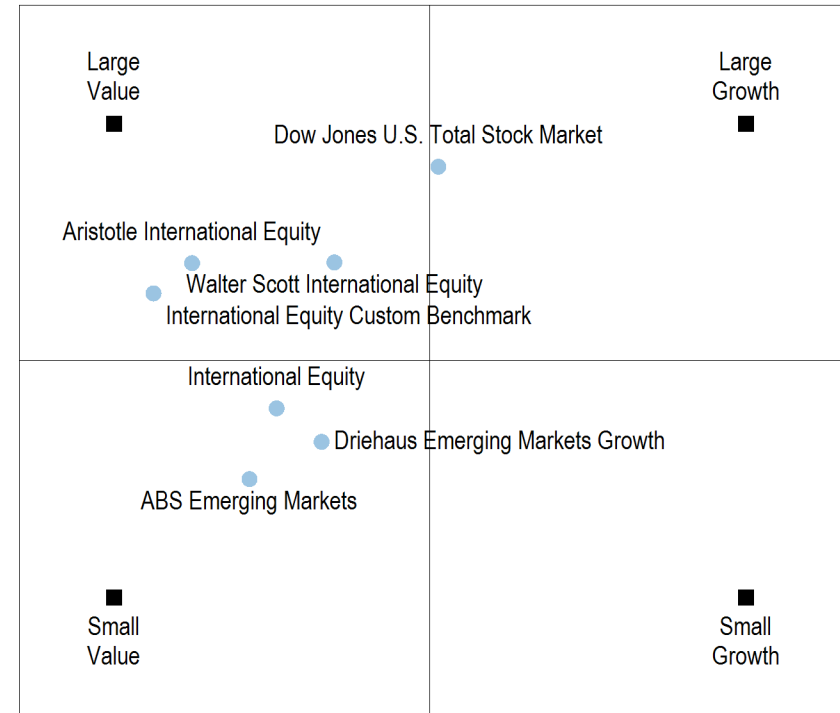 Large
Value
Large
Growth
Dow Jones U.S. Total Stock Market
Aristotle International Equity
Walter Scott International Equity
International Equity Custom Benchmark
International Equity
Driehaus Emerging Markets Growth
ABS Emerging Markets
Small
Value
Small
Growth